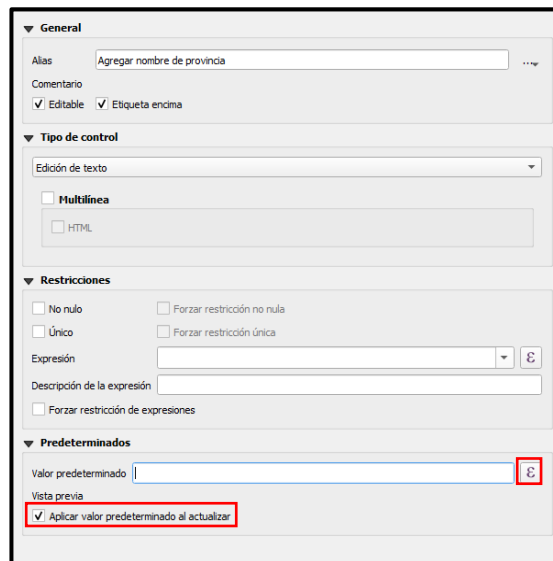 General
Alias Agregar nombre de provincia ...
Comentario
Editable Etiqueta encima
Tipo de control
Edición de texto
Multilínea
HTML
Restricciones
No nulo Forzar restricción no nula
Único Forzar restricción única
Expresión ε
Descripción de la expresión
Forzar restricción de expresiones
Predeterminados
Valor predeterminado ε
Vista previa
Aplicar valor predeterminado al actualizar